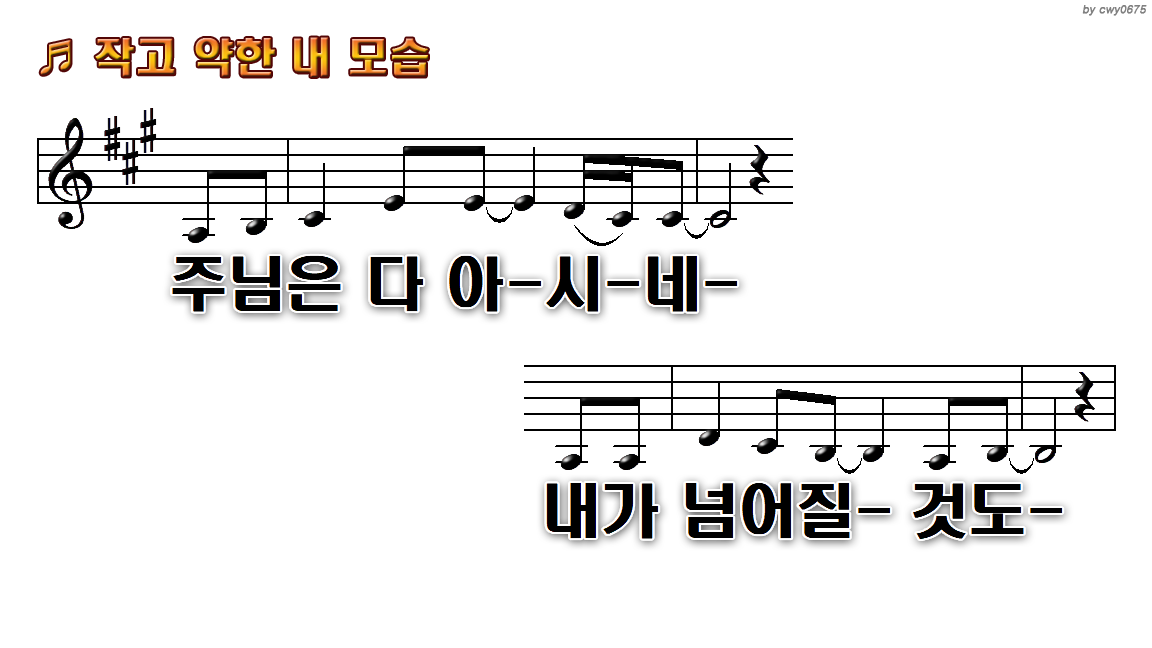 by cwy0675
♬ 작고 약한 내 모습
주님은 다 아-시-네-
내가 넘어질- 것도-